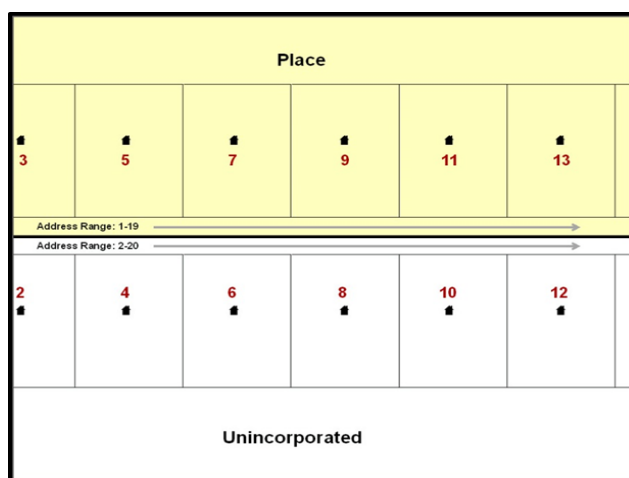 Place
3 5 7 9 11 13
Address Range: 1-19
Address Range: 2-20
2 4 6 8 10 12
Unincorporated